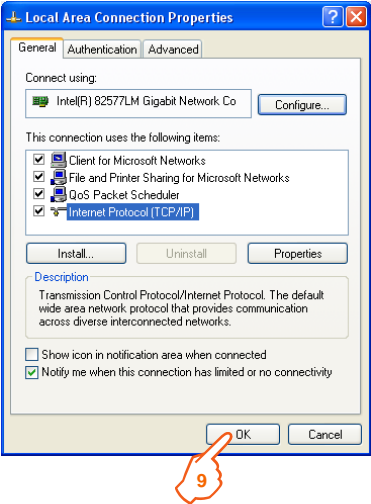 Local Area Connection Properties
General Authentication Advanced
Connect using:
Intel(R) 82577LM Gigabit Network Co
Configure...
This connection uses the following items:
Client for Microsoft Networks
File and Printer Sharing for Microsoft Networks
QoS Packet Scheduler
Internet Protocol (TCP/IP)
Install... Uninstall Properties
Description
Transmission Control Protocol/Internet Protocol. The default
wide area network protocol that provides communication
across diverse interconnected networks.
Show icon in notification area when connected
Notify me when this connection has limited or no connectivity
OK Cancel
9